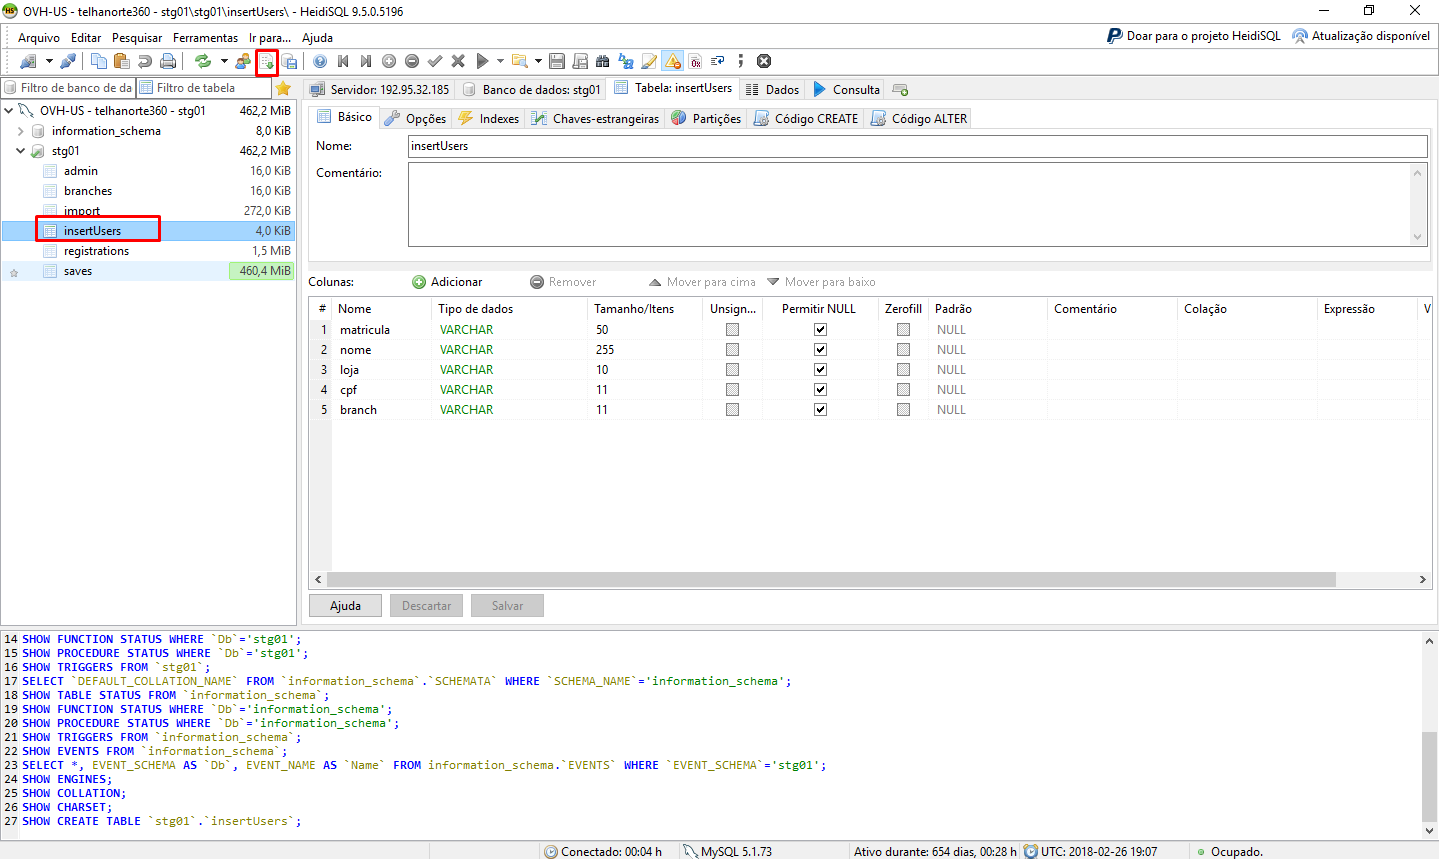 OVH-US - telhanorte360 - stg01\stg01\insertUsers\ - HeidiSQL 9.5.0.5196
Arquivo Editar Pesquisar Ferramentas Ir para... Ajuda
Doar para o projeto HeidiSQL Atualização disponível
Filtro de banco de da Filtro de tabela
OVH-US - telhanorte360 - stg01 462,2 MiB
information_schema 8,0 KiB
stg01 462,2 MiB
admin 16,0 KiB
branches 16,0 KiB
import 272,0 KiB
insertUsers 4,0 KiB
registrations 1,5 MiB
saves 460,4 MiB
Servidor: 192.95.32.185 Banco de dados: stg01 Tabela: insertUsers Dados Consulta
Básico Opções Indexes Chaves-estrangeiras Partições Código CREATE Código ALTER
Nome: insertUsers
Comentário:
Colunas: Adicionar Remover Mover para cima Mover para baixo
# Nome Tipo de dados Tamanho/Itens Unsign... Permitir NULL Zerofill Padrão Comentário Colação Expressão V
1 matricula VARCHAR 50 NULL
2 nome VARCHAR 255 NULL
3 loja VARCHAR 10 NULL
4 cpf VARCHAR 11 NULL
5 branch VARCHAR 11 NULL
Ajuda Descartar Salvar
14 SHOW FUNCTION STATUS WHERE `Db`='stg01';
15 SHOW PROCEDURE STATUS WHERE `Db`='stg01';
16 SHOW TRIGGERS FROM `stg01`;
17 SELECT `DEFAULT_COLLATION_NAME` FROM `information_schema`.`SCHEMATA` WHERE `SCHEMA_NAME`='information_schema';
18 SHOW TABLE STATUS FROM `information_schema`;
19 SHOW FUNCTION STATUS WHERE `Db`='information_schema';
20 SHOW PROCEDURE STATUS WHERE `Db`='information_schema';
21 SHOW TRIGGERS FROM `information_schema`;
22 SHOW EVENTS FROM `information_schema`;
23 SELECT *, EVENT_SCHEMA AS `Db`, EVENT_NAME AS `Name` FROM information_schema.`EVENTS` WHERE `EVENT_SCHEMA`='stg01';
24 SHOW ENGINES;
25 SHOW COLLATION;
26 SHOW CHARSET;
27 SHOW CREATE TABLE `stg01`.`insertUsers`;
Conectado: 00:04 h MySQL 5.1.73 Ativo durante: 654 dias, 00:28 h UTC: 2018-02-26 19:07 Ocupado.